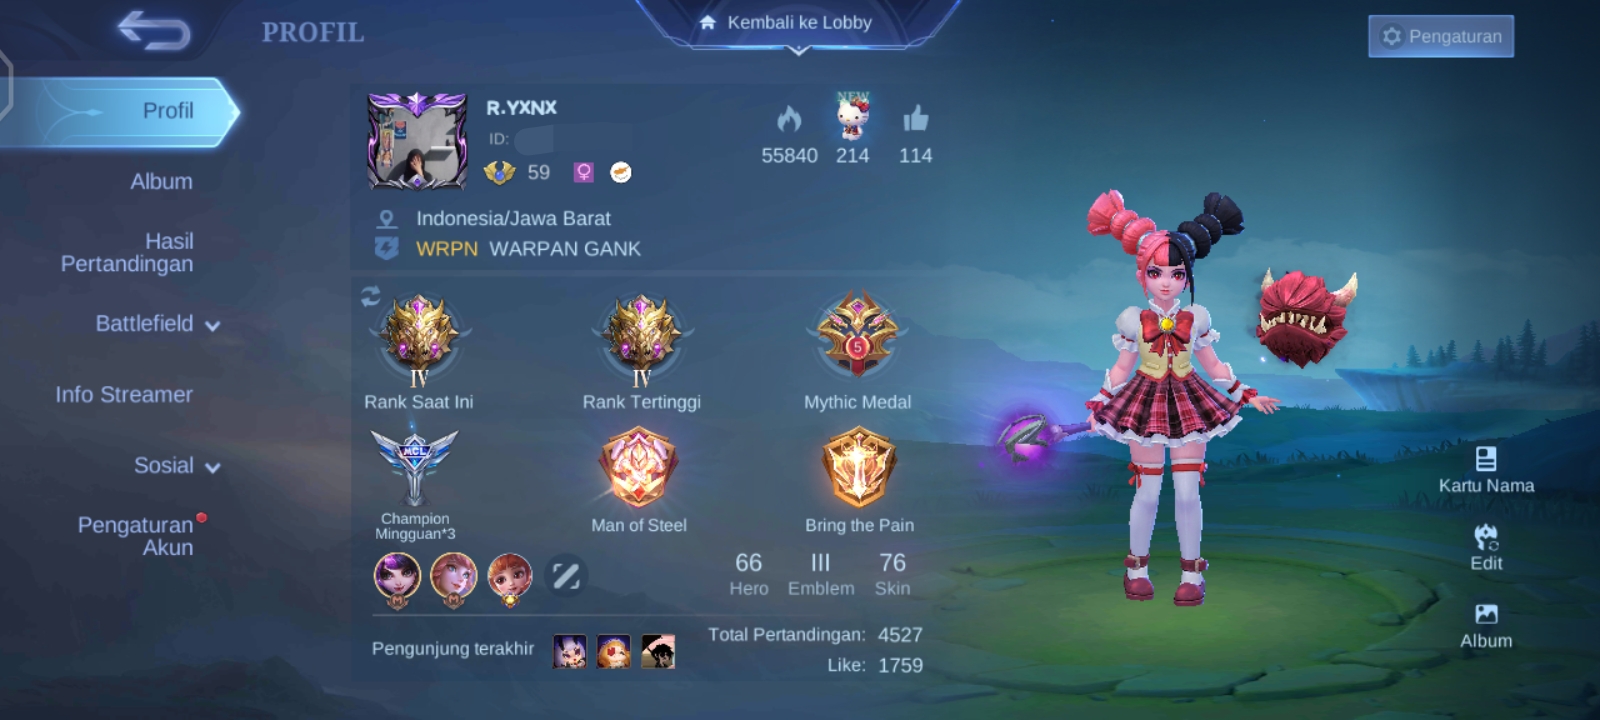 PROFIL
Kembali ke Lobby
Pengaturan
Profil
Album
Hasil
Pertandingan
Battlefield
Info Streamer
Sosial
Pengaturan
Akun
R.YXNX
ID:
59
NEW
55840
214
114
Indonesia/Jawa Barat
WRPN WARPAN GANK
IV
Rank Saat Ini
IV
Rank Tertinggi
5
Mythic Medal
MCL
Champion
Mingguan*3
Man of Steel
Bring the Pain
M
M
66
Hero
III
Emblem
76
Skin
Pengunjung terakhir
Total Pertandingan: 4527
Like: 1759
Kartu Nama
Edit
Album